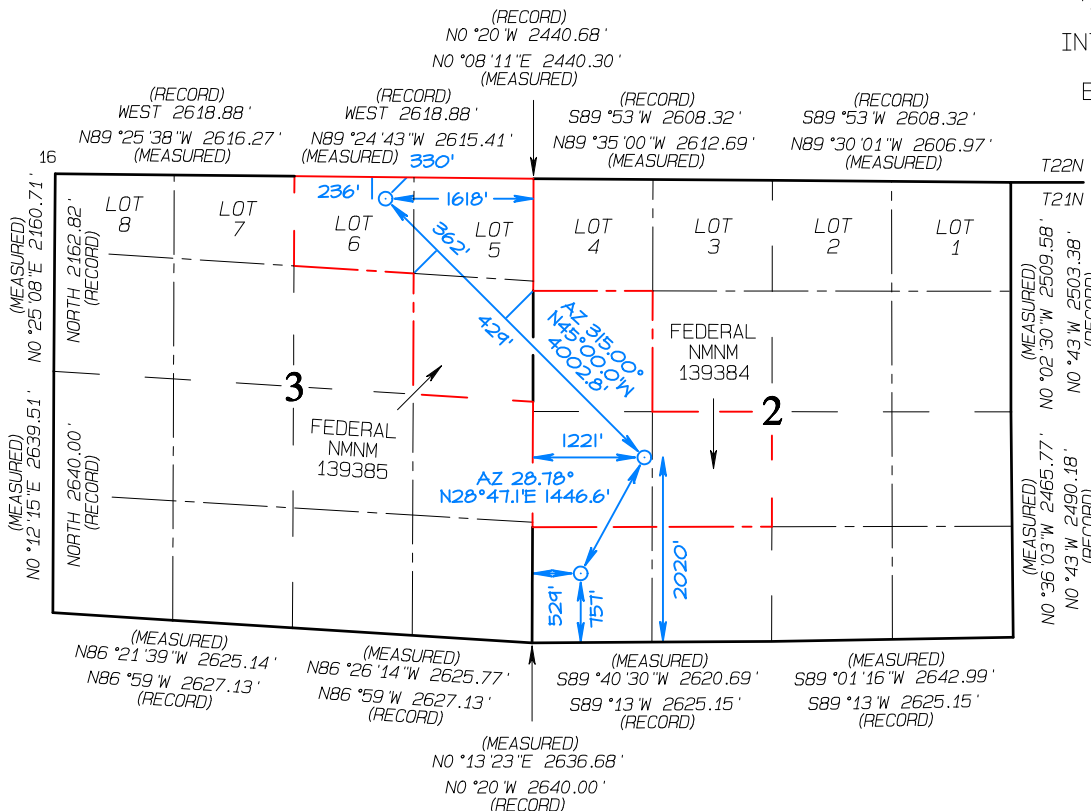 (RECORD)
N0°20'W 2440.68'
N0°08'11"E 2440.30'
(MEASURED)
(RECORD)
WEST 2618.88'
N89°25'38"W 2616.27'
(MEASURED)
(RECORD)
WEST 2618.88'
N89°24'43"W 2615.41'
(MEASURED)
(RECORD)
S89°53'W 2608.32'
N89°35'00"W 2612.69'
(MEASURED)
(RECORD)
S89°53'W 2608.32'
N89°30'01"W 2606.97'
(MEASURED)
16
330'
236'
1618'
T22N
T21N
LOT
8
LOT
7
LOT
6
LOT
5
LOT
4
LOT
3
LOT
2
LOT
1
(MEASURED)
N0°25'08"E 2160.71'
NORTH 2162.82'
(RECORD)
(MEASURED)
N0°12'15"E 2639.51'
NORTH 2640.00'
(RECORD)
362'
429'
AZ 315.00°
N45°00.0'W
4002.8'
FEDERAL
NMNM
139384
3
2
FEDERAL
NMNM
139385
1221'
AZ 28.78°
N28°47.1'E 1446.6'
529'
757'
2020'
(MEASURED)
N0°02'30"W 2509.58'
N0°43'W 2503.38'
(RECORD)
(MEASURED)
N0°36'03"W 2465.77'
N0°43'W 2490.18'
(RECORD)
(MEASURED)
N86°21'39"W 2625.14'
N86°59'W 2627.13'
(RECORD)
(MEASURED)
N86°26'14"W 2625.77'
N86°59'W 2627.13'
(RECORD)
(MEASURED)
S89°40'30"W 2620.69'
S89°13'W 2625.15'
(RECORD)
(MEASURED)
S89°01'16"W 2642.99'
S89°13'W 2625.15'
(RECORD)
(MEASURED)
N0°13'23"E 2636.68'
N0°20'W 2640.00'
(RECORD)